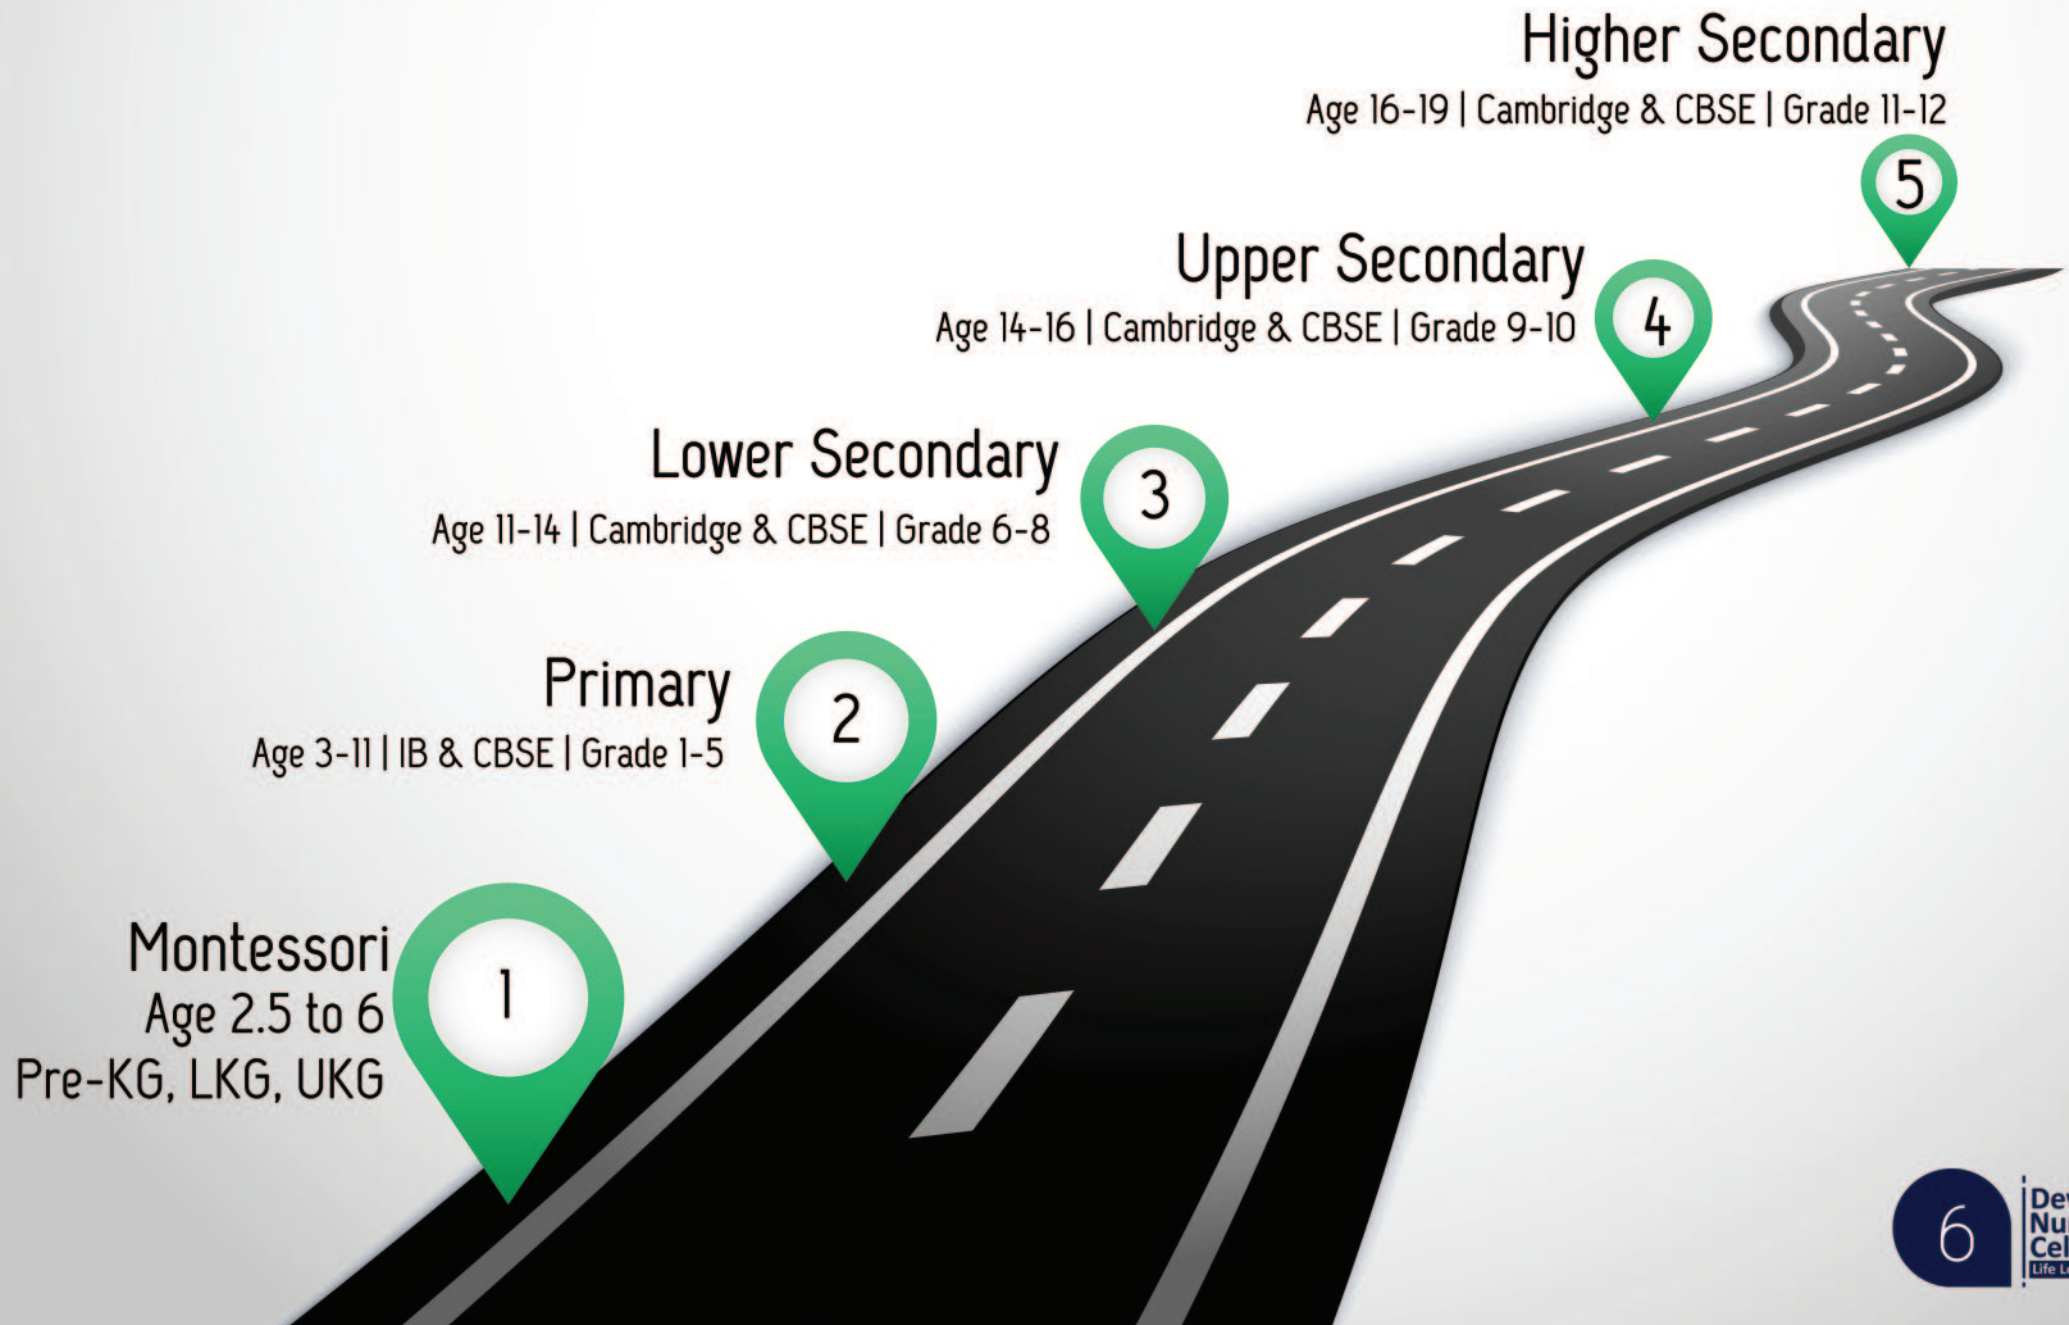 Higher Secondary
Age 16-19 | Cambridge & CBSE | Grade 11-12
5
Upper Secondary
Age 14-16 | Cambridge & CBSE | Grade 9-10
4
Lower Secondary
Age 11-14 | Cambridge & CBSE | Grade 6-8
3
Primary
Age 3-11 | IB & CBSE | Grade 1-5
2
Montessori
Age 2.5 to 6
Pre-KG, LKG, UKG
1
6
Life